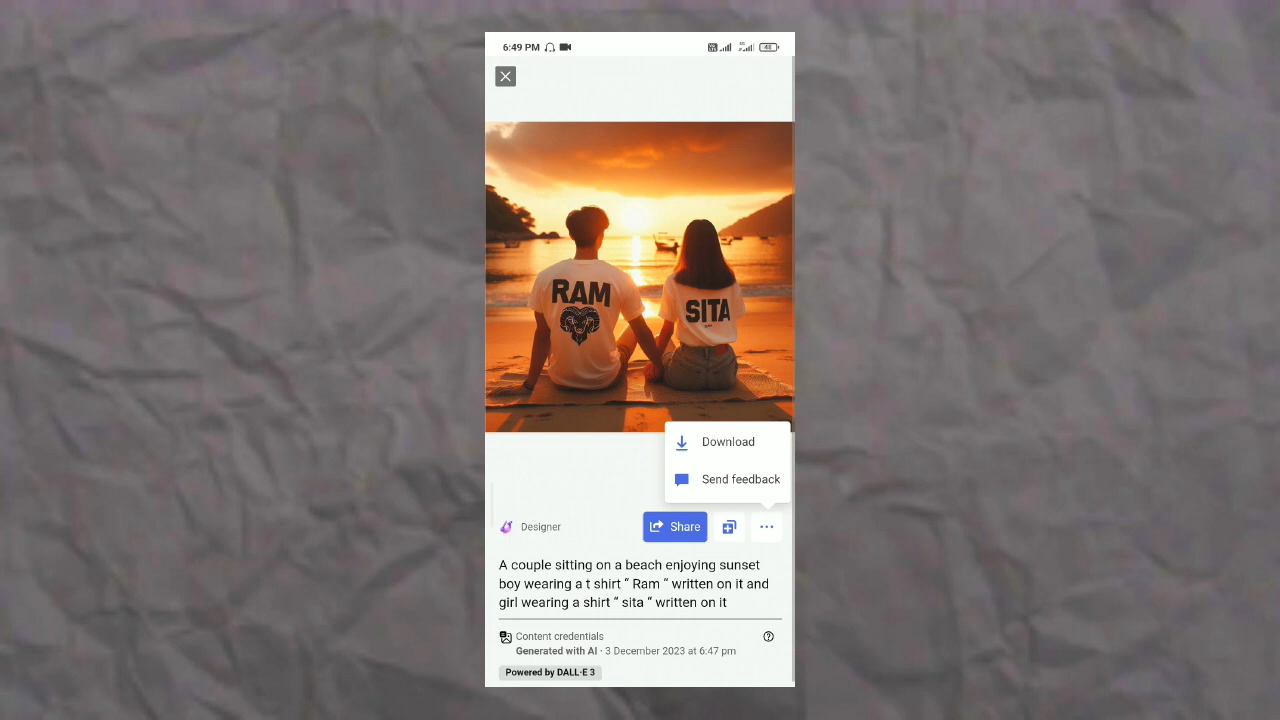 6:49 PM
48
RAM
SITA
Download
Send feedback
Designer
Share
A couple sitting on a beach enjoying sunset
boy wearing a t shirt “ Ram “ written on it and
girl wearing a shirt “ sita “ written on it
Content credentials
Generated with AI · 3 December 2023 at 6:47 pm
Powered by DALL·E 3